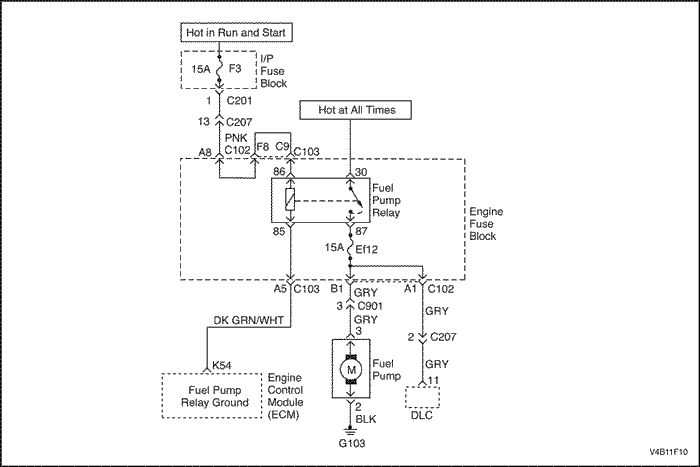 Hot in Run and Start
15A
F3
I/P
Fuse
Block
1
C201
13
C207
Hot at All Times
PNK
A8
C102
F8
C9
C103
86
30
Fuel
Pump
Relay
Engine
Fuse
Block
85
87
15A
Ef12
A5
C103
B1
GRY
A1
C102
3
C901
GRY
GRY
DK GRN/WHT
3
2
C207
K54
M
Fuel
Pump
GRY
Fuel Pump
Relay Ground
Engine
Control
Module
(ECM)
11
DLC
2
BLK
G103
V4B11F10